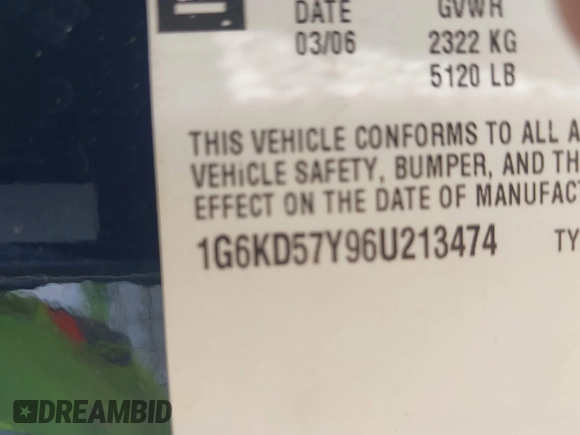 DATE GVWR
03/06 2322 KG
5120 LB
THIS VEHICLE CONFORMS TO ALL A
VEHiCLE SAFETY, BUMPER, AND TH
EFFECT ON THE DATE OF MANUFAC
1G6KD57Y96U213474 TY
DREAMBID